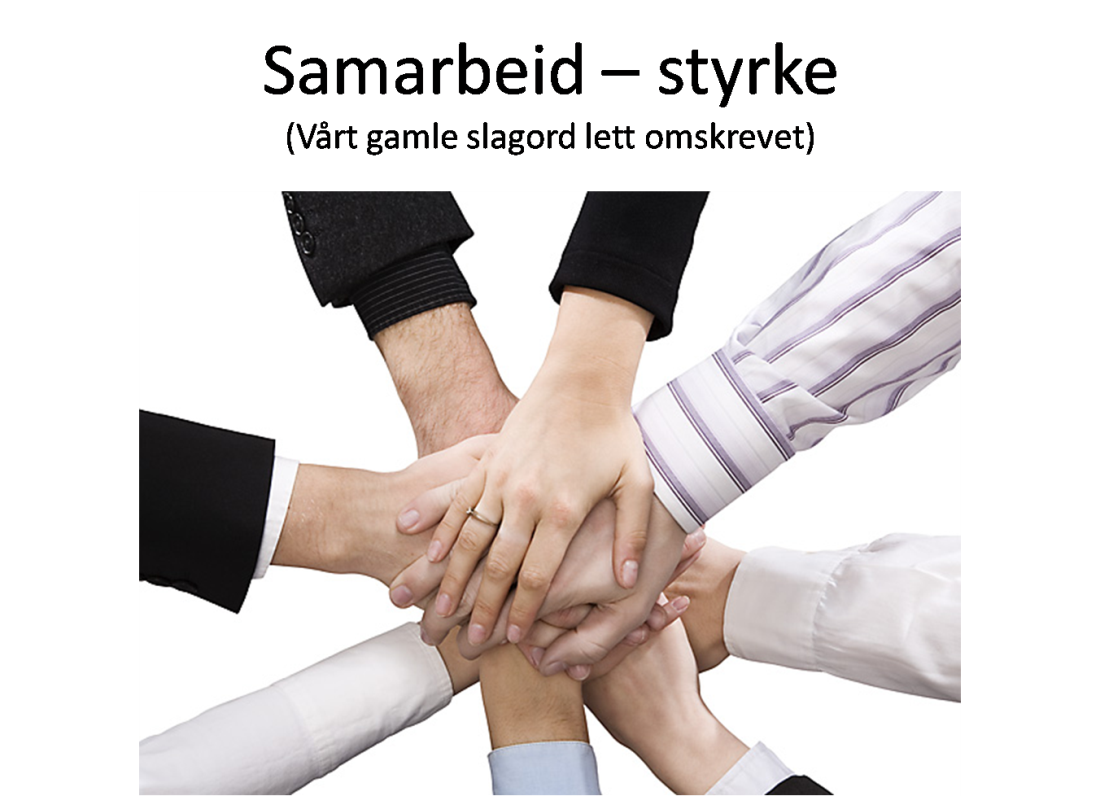 Samarbeid – styrke
(Vårt gamle slagord lett omskrevet)